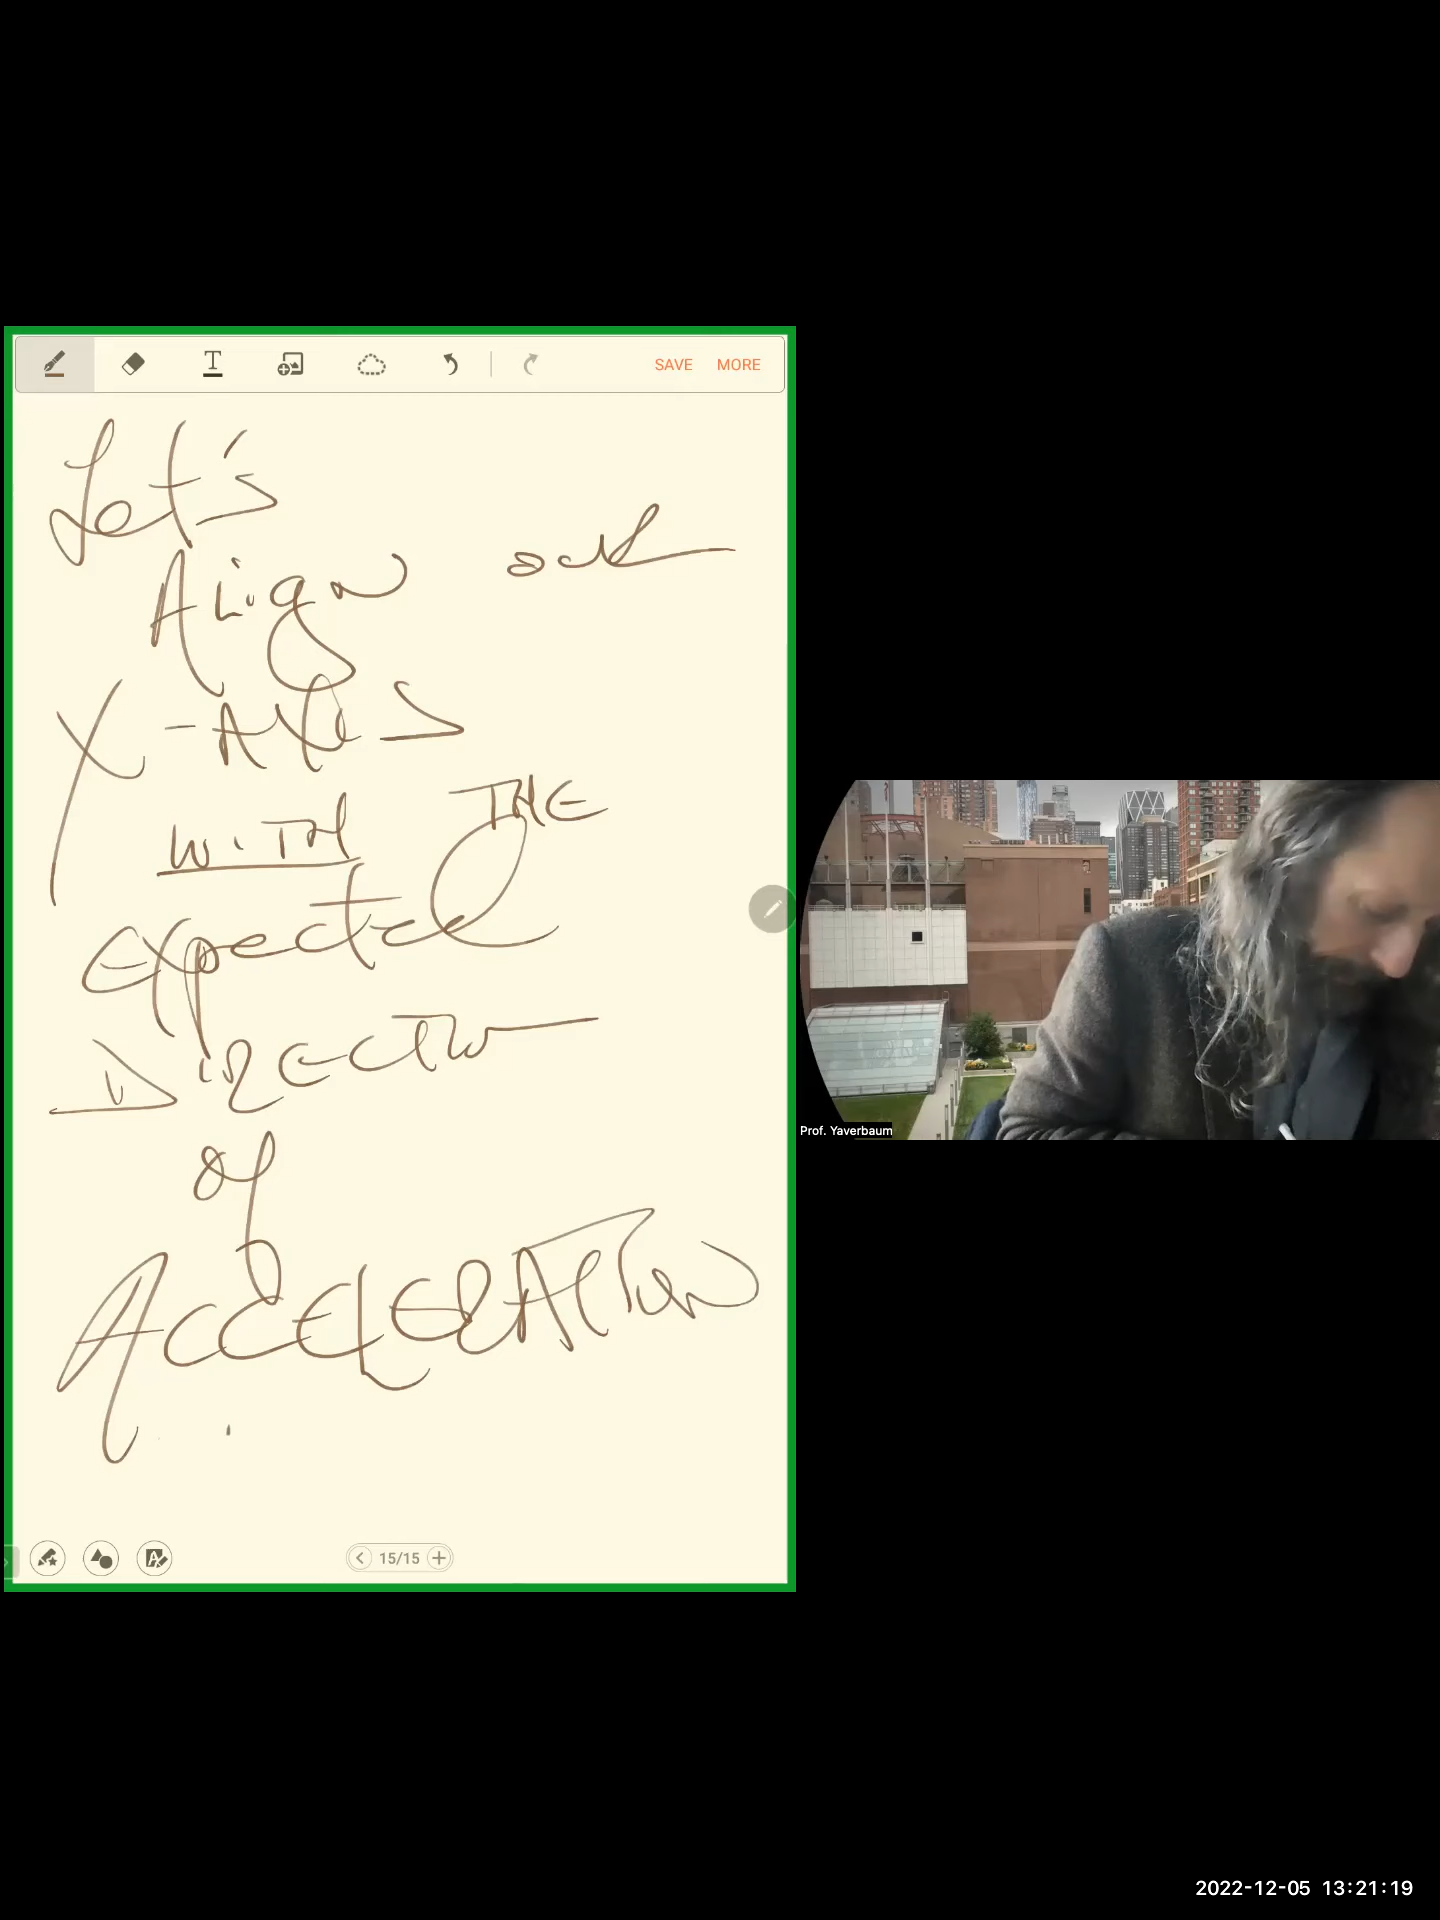 T
SAVE MORE
Let's
Align our
X-AXIS
WITH THE
expected
DIRECTION
of
ACCELERATION
15/15
Prof. Yaverbaum
2022-12-05 13:21:19